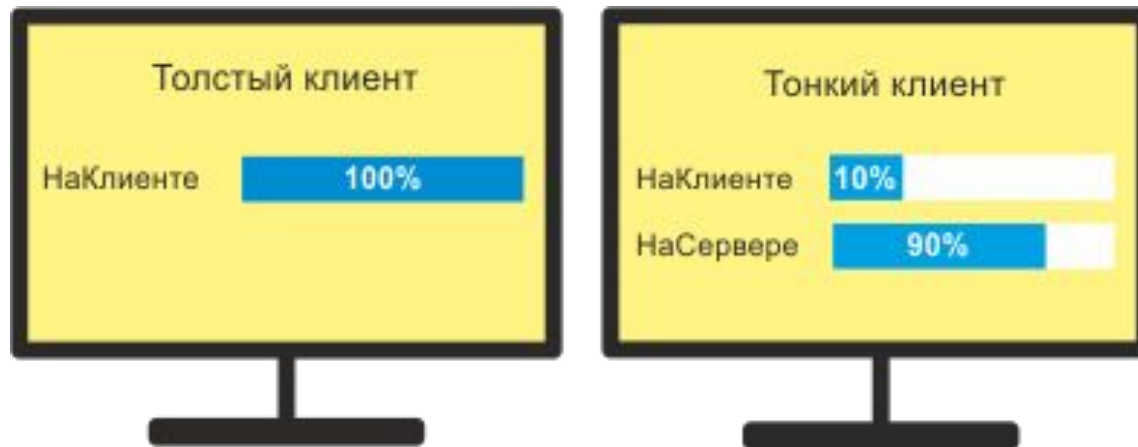 Толстый клиент
НаКлиенте 100%
Тонкий клиент
НаКлиенте 10%
НаСервере 90%